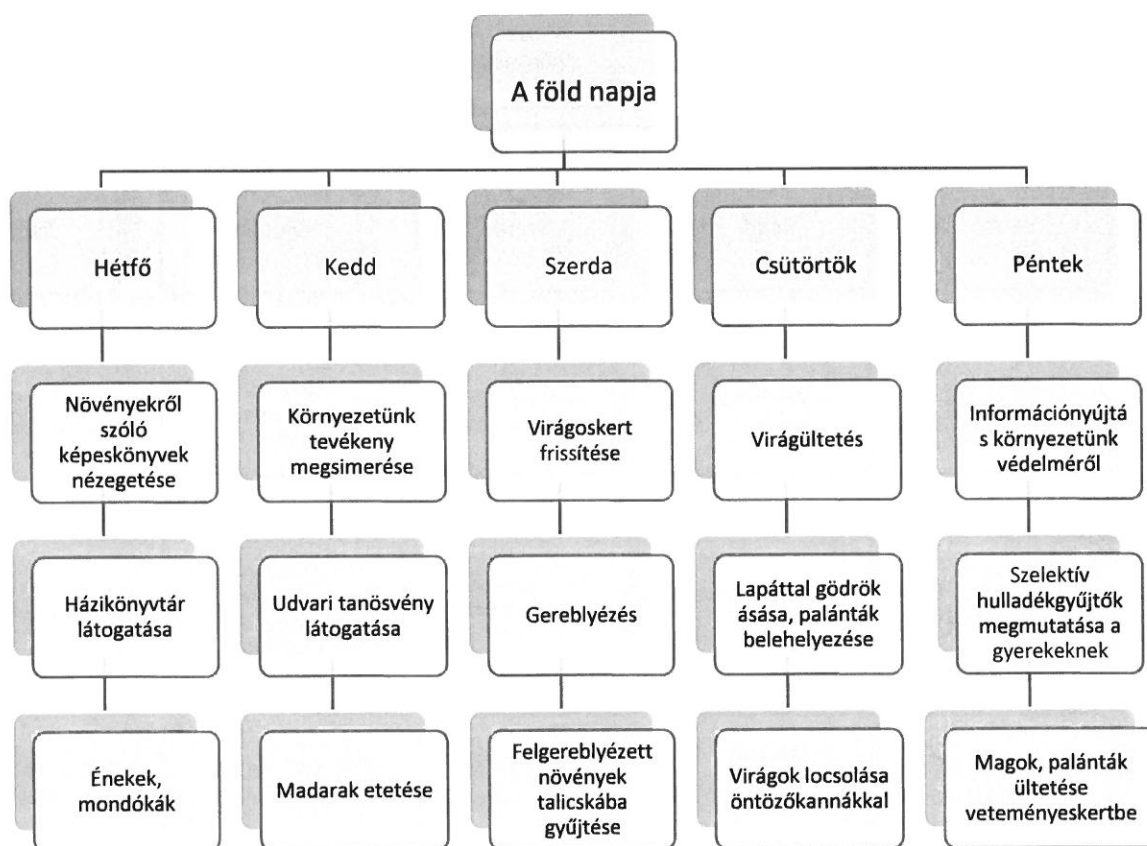 A föld napja
Hétfő
Kedd
Szerda
Csütörtök
Péntek
Növényekről
szóló
képeskönyvek
nézegetése
Környezetünk
tevékeny
megsimerése
Virágoskert
frissítése
Virágültetés
Információnyújtá
s környezetünk
védelméről
Házikönyvtár
látogatása
Udvari tanösvény
látogatása
Gereblyézés
Lapáttal gödrök
ásása, palánták
belehelyezése
Szelektív
hulladékgyűjtők
megmutatása a
gyerekeknek
Énekek,
mondókák
Madarak etetése
Felgereblyézett
növények
talicskába
gyűjtése
Virágok locsolása
öntözőkannákkal
Magok, palánták
ültetése
veteményeskertbe